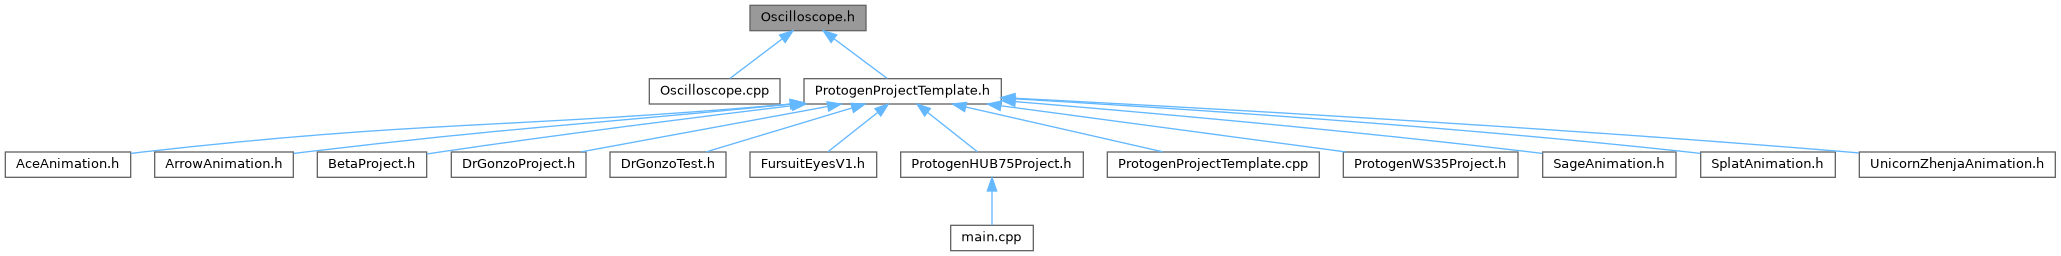 Oscilloscope.h
Oscilloscope.cpp
ProtogenProjectTemplate.h
AceAnimation.h
ArrowAnimation.h
BetaProject.h
DrGonzoProject.h
DrGonzoTest.h
FursuitEyesV1.h
ProtogenHUB75Project.h
ProtogenProjectTemplate.cpp
ProtogenWS35Project.h
SageAnimation.h
SplatAnimation.h
UnicornZhenjaAnimation.h
main.cpp